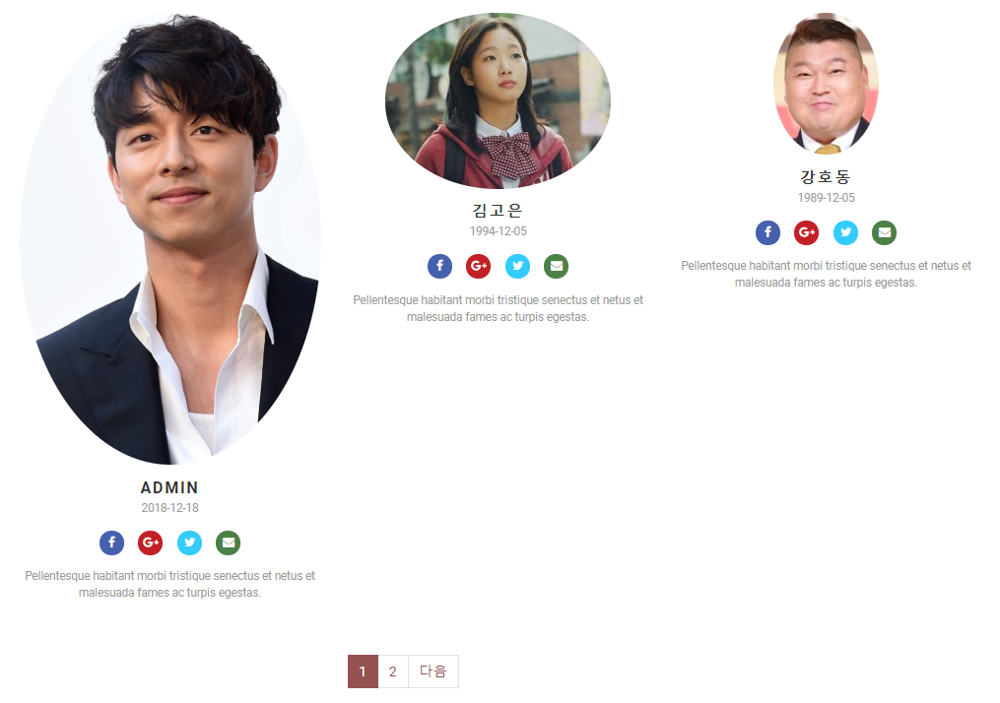 ADMIN
2018-12-18
f
G+
Pellentesque habitant morbi tristique senectus et netus et
malesuada fames ac turpis egestas.
김고은
1994-12-05
f
G+
Pellentesque habitant morbi tristique senectus et netus et
malesuada fames ac turpis egestas.
강호동
1989-12-05
f
G+
Pellentesque habitant morbi tristique senectus et netus et
malesuada fames ac turpis egestas.
1 2 다음